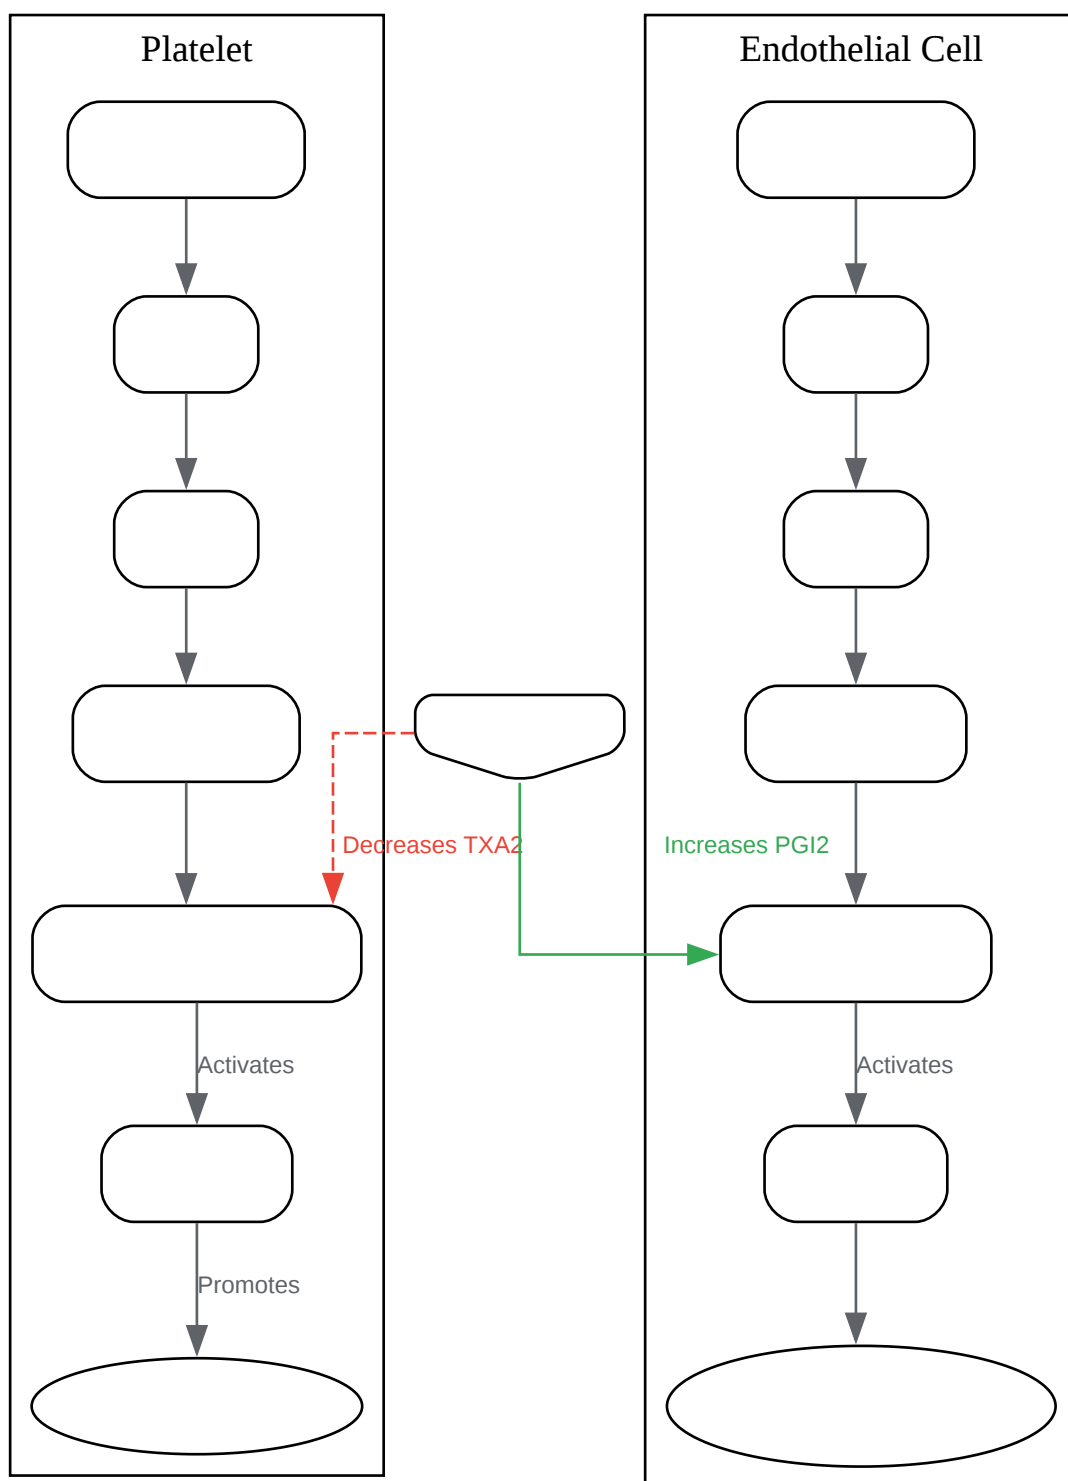 Platelet
Endothelial Cell
Decreases TXA2
Increases PGI2
Activates
Activates
Promotes